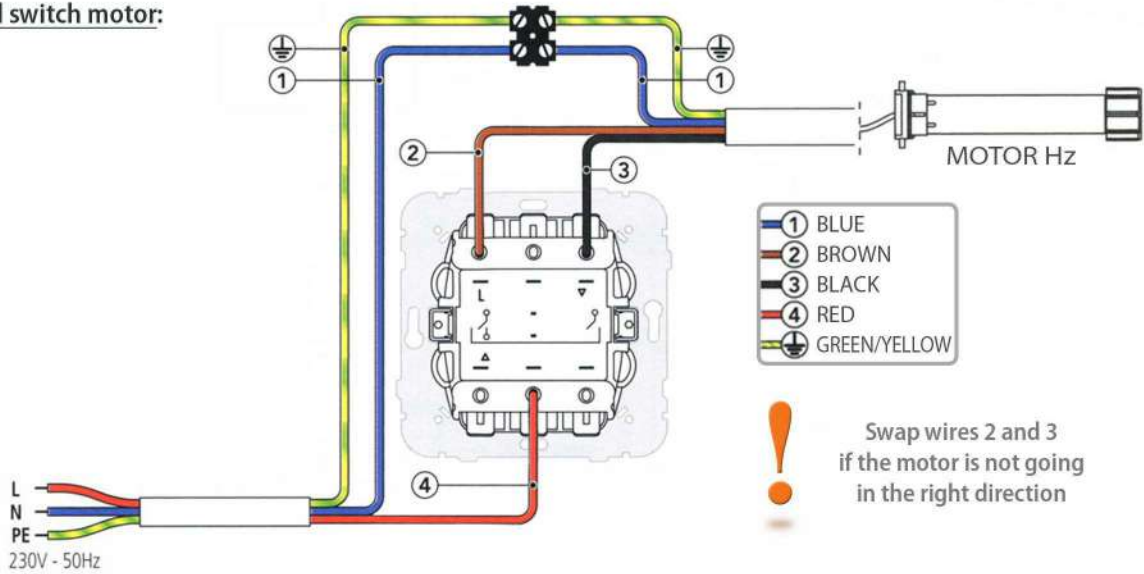 switch motor:
1
1
MOTOR Hz
2
3
1 BLUE
2 BROWN
3 BLACK
4 RED
GREEN/YELLOW
L
Swap wires 2 and 3
if the motor is not going
in the right direction
4
L
N
PE
230V - 50Hz